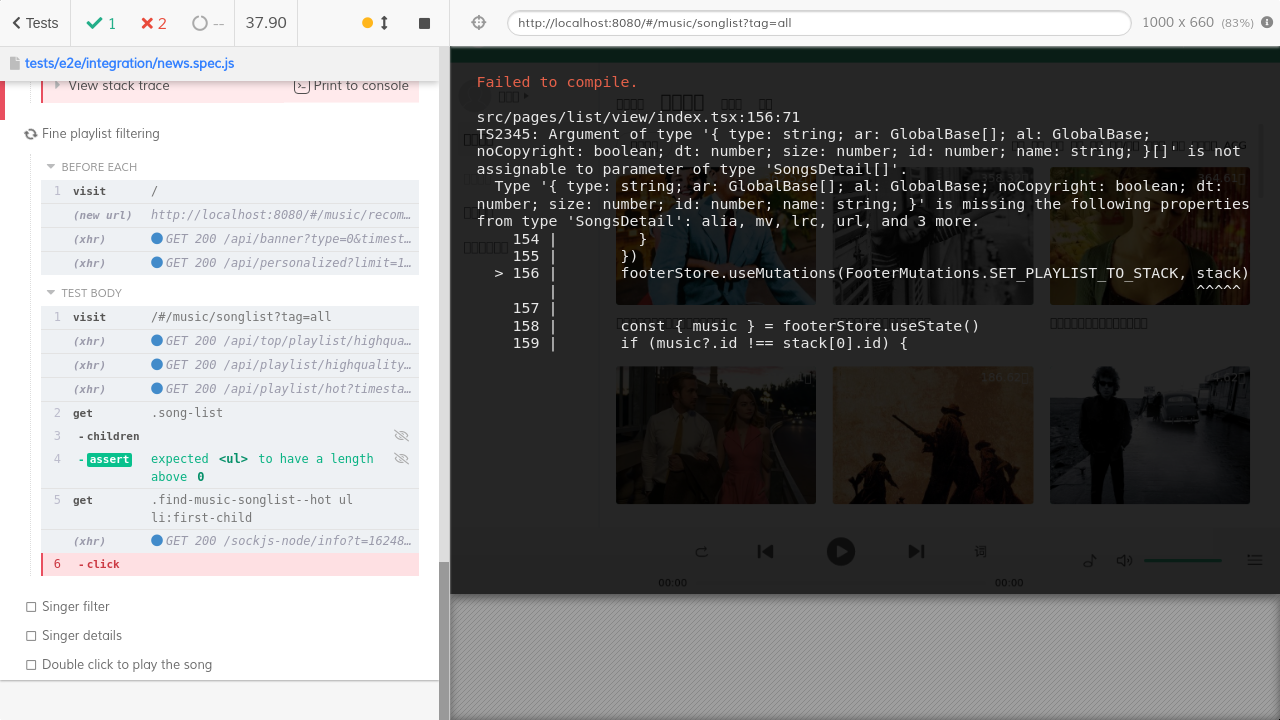 Tests
1
2
--
37.90
http://localhost:8080/#/music/songlist?tag=all
1000 x 660 (83%)
tests/e2e/integration/news.spec.js
View stack trace
Print to console
Fine playlist filtering
BEFORE EACH
1 visit /
(new url) http://localhost:8080/#/music/recom…
(xhr) GET 200 /api/banner?type=0&timest…
(xhr) GET 200 /api/personalized?limit=1…
TEST BODY
1 visit /#/music/songlist?tag=all
(xhr) GET 200 /api/top/playlist/highqua…
(xhr) GET 200 /api/playlist/highquality…
(xhr) GET 200 /api/playlist/hot?timesta…
2 get .song-list
3 -children
4 -assert expected <ul> to have a length
above 0
5 get .find-music-songlist--hot ul
li:first-child
(xhr) GET 200 /sockjs-node/info?t=16248…
6 -click
Singer filter
Singer details
Double click to play the song
Failed to compile.
src/pages/list/view/index.tsx:156:71
TS2345: Argument of type '{ type: string; ar: GlobalBase[]; al: GlobalBase;
noCopyright: boolean; dt: number; size: number; id: number; name: string; }[]' is not
assignable to parameter of type 'SongsDetail[]'.
Type '{ type: string; ar: GlobalBase[]; al: GlobalBase; noCopyright: boolean; dt:
number; size: number; id: number; name: string; }' is missing the following properties
from type 'SongsDetail': alia, mv, lrc, url, and 3 more.
154 | }
155 | })
> 156 | footerStore.useMutations(FooterMutations.SET_PLAYLIST_TO_STACK, stack)
| ^^^^^
157 |
158 | const { music } = footerStore.useState()
159 | if (music?.id !== stack[0].id) {
词
00:00
00:00